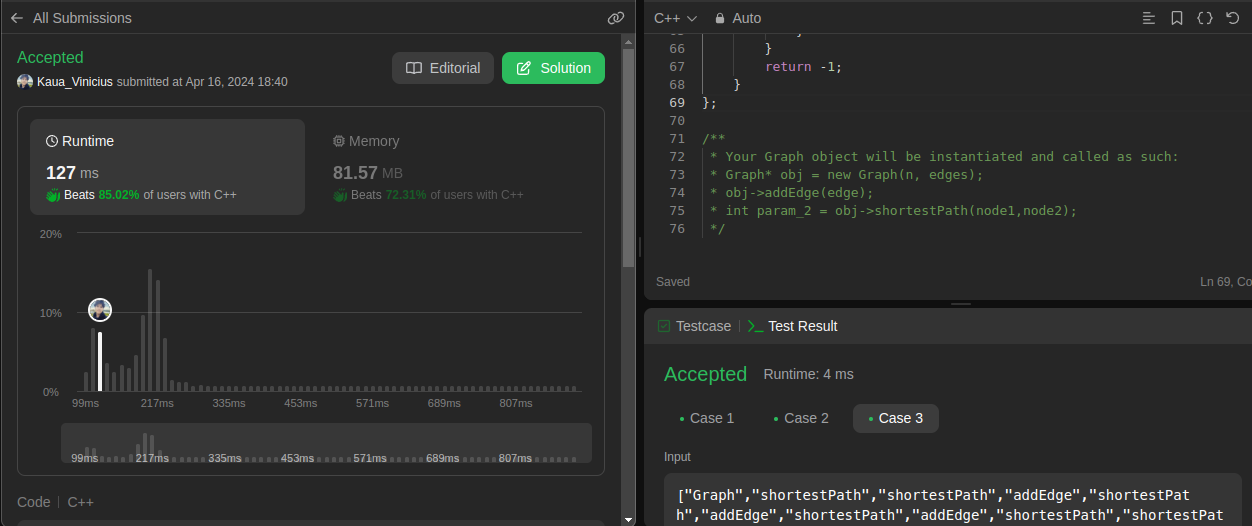 All Submissions
Accepted
Kaua_Vinicius submitted at Apr 16, 2024 18:40
Editorial
Solution
Runtime
127 ms
Beats 85.02% of users with C++
Memory
81.57 MB
Beats 72.31% of users with C++
20%
10%
0%
99ms 217ms 335ms 453ms 571ms 689ms 807ms
99ms 217ms 335ms 453ms 571ms 689ms 807ms
Code | C++
C++ Auto
66 }
67 return -1;
68 }
69 };
70
71 /**
72 * Your Graph object will be instantiated and called as such:
73 * Graph* obj = new Graph(n, edges);
74 * obj->addEdge(edge);
75 * int param_2 = obj->shortestPath(node1,node2);
76 */
Saved
Ln 69, Co
Testcase | >_ Test Result
Accepted Runtime: 4 ms
• Case 1 • Case 2 • Case 3
Input
["Graph","shortestPath","shortestPath","addEdge","shortestPat
h","addEdge","shortestPath","addEdge","shortestPath","shortestPat